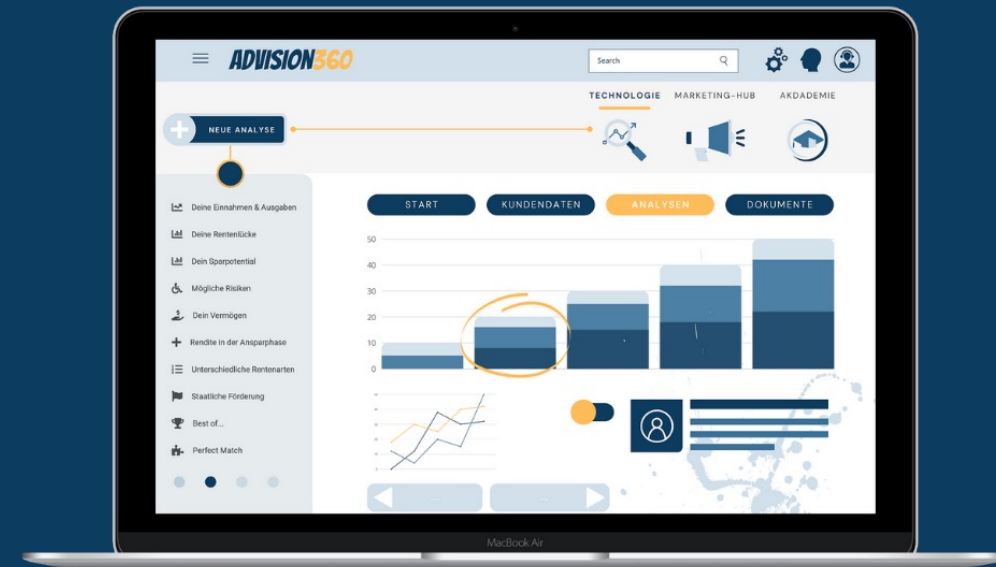 ADVISION360
Search
TECHNOLOGIE MARKETING-HUB AKDADEMIE
NEUE ANALYSE
Deine Einnahmen & Ausgaben
Deine Rentenlücke
Dein Sparpotential
Mögliche Risiken
Dein Vermögen
Rendite in der Ansparphase
Unterschiedliche Rentenarten
Staatliche Förderung
Best of...
Perfect Match
START KUNDENDATEN ANALYSEN DOKUMENTE
50
40
30
20
10
0
MacBook Air